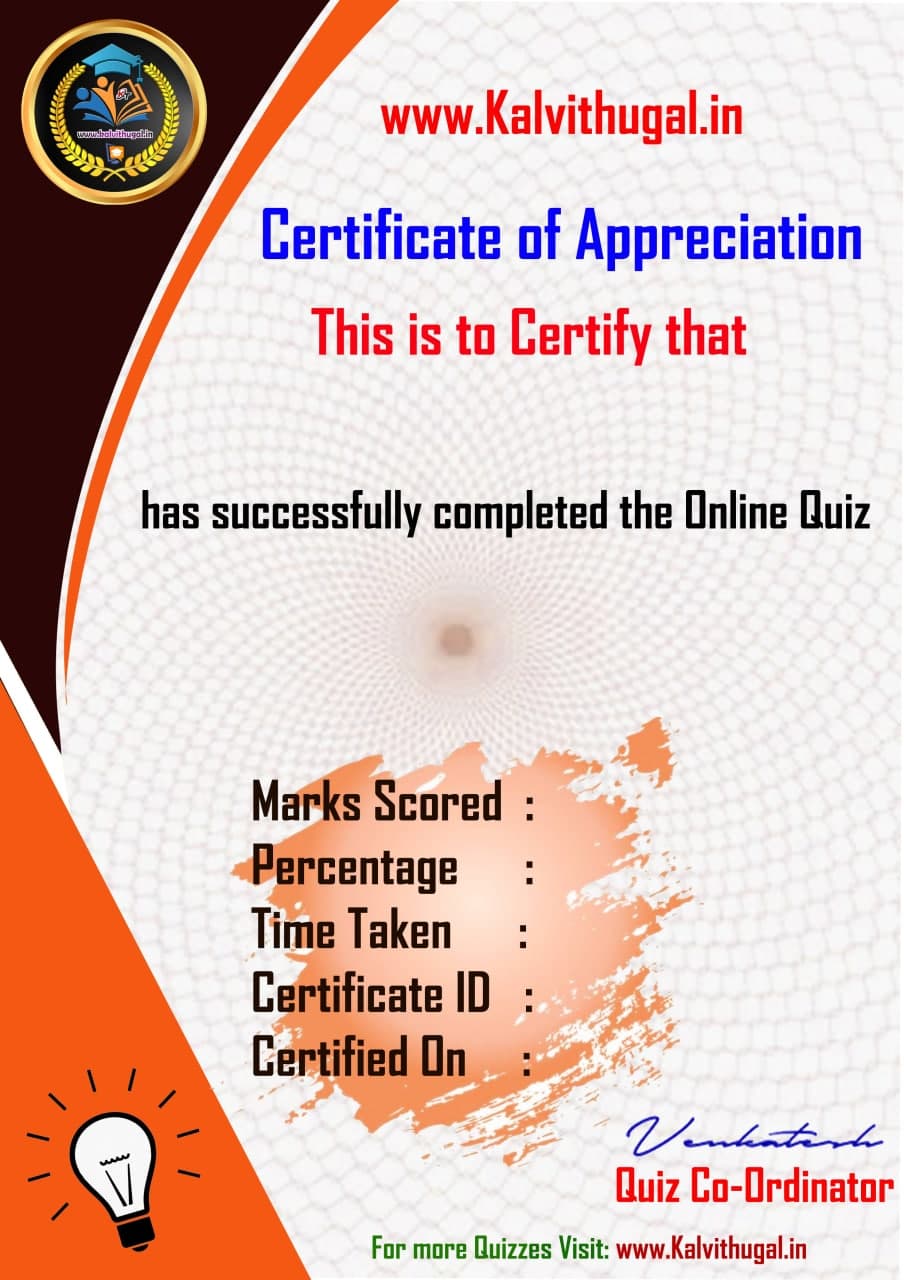 www.kalvithugal.in
www.Kalvithugal.in
Certificate of Appreciation
This is to Certify that
has successfully completed the Online Quiz
Marks Scored :
Percentage :
Time Taken :
Certificate ID :
Certified On :
Venkatesh
Quiz Co-Ordinator
For more Quizzes Visit: www.Kalvithugal.in